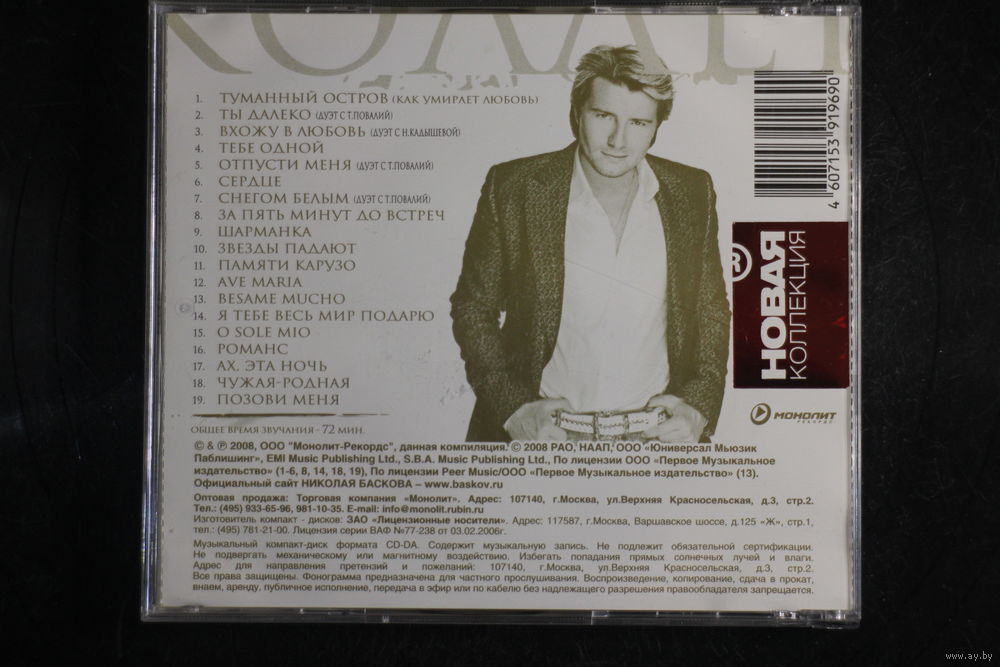 КОЛЛЕК
1. ТУМАННЫЙ ОСТРОВ (КАК УМИРАЕТ ЛЮБОВЬ)
2. ТЫ ДАЛЕКО (ДУЭТ С Т.ПОВАЛИЙ)
3. ВХОЖУ В ЛЮБОВЬ (ДУЭТ С Н.КАДЫШЕВОЙ)
4. ТЕБЕ ОДНОЙ
5. ОТПУСТИ МЕНЯ (ДУЭТ С Т.ПОВАЛИЙ)
6. СЕРДЦЕ
7. СНЕГОМ БЕЛЫМ (ДУЭТ С Т.ПОВАЛИЙ)
8. ЗА ПЯТЬ МИНУТ ДО ВСТРЕЧ
9. ШАРМАНКА
10. ЗВЕЗДЫ ПАДАЮТ
11. ПАМЯТИ КАРУЗО
12. AVE MARIA
13. BESAME MUCHO
14. Я ТЕБЕ ВЕСЬ МИР ПОДАРЮ
15. O SOLE MIO
16. РОМАНС
17. АХ, ЭТА НОЧЬ
18. ЧУЖАЯ-РОДНАЯ
19. ПОЗОВИ МЕНЯ
ОБЩЕЕ ВРЕМЯ ЗВУЧАНИЯ - 72 МИН.
4 607153 919690
®
НОВАЯ
КОЛЛЕКЦИЯ
МОНОЛИТ
РЕКОРДС
© & ℗ 2008, ООО "Монолит-Рекордс", данная компиляция. © 2008 РАО, НААП, ООО «Юниверсал Мьюзик
Паблишинг», EMI Music Publishing Ltd., S.B.A. Music Publishing Ltd., По лицензии ООО «Первое Музыкальное
издательство» (1-6, 8, 14, 18, 19), По лицензии Peer Music/ООО «Первое Музыкальное издательство» (13).
Официальный сайт НИКОЛАЯ БАСКОВА – www.baskov.ru
Оптовая продажа: Торговая компания «Монолит». Адрес: 107140, г.Москва, ул.Верхняя Красносельская, д.3, стр.2.
Тел.: (495) 933-65-96, 981-10-35. E-mail: info@monolit.rubin.ru
Изготовитель компакт - дисков: ЗАО «Лицензионные носители». Адрес: 117587, г.Москва, Варшавское шоссе, д.125 «Ж», стр.1,
тел.: (495) 781-21-00. Лицензия серии ВАФ №77-238 от 03.02.2006г.
Музыкальный компакт-диск формата CD-DA. Содержит музыкальную запись. Не подлежит обязательной сертификации.
Не подвергать механическому или магнитному воздействию. Избегать попадания прямых солнечных лучей и влаги.
Адрес для направления претензий и пожеланий: 107140, г.Москва, ул.Верхняя Красносельская, д.3, стр.2.
Все права защищены. Фонограмма предназначена для частного прослушивания. Воспроизведение, копирование, сдача в прокат,
внаем, аренду, публичное исполнение, передача в эфир или по кабелю без надлежащего разрешения правообладателя запрещается.
www.ay.by